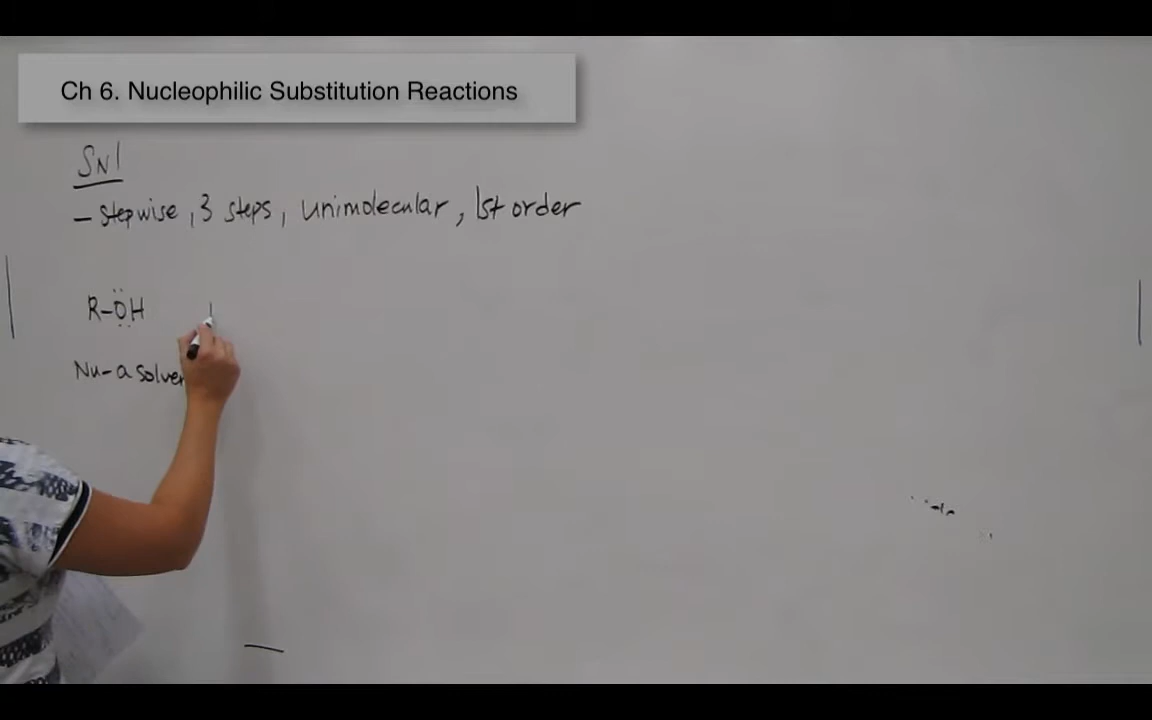 Ch 6. Nucleophilic Substitution Reactions
SN1
- stepwise, 3 steps, unimolecular, 1st order
R-ÖH
Nu-a solven